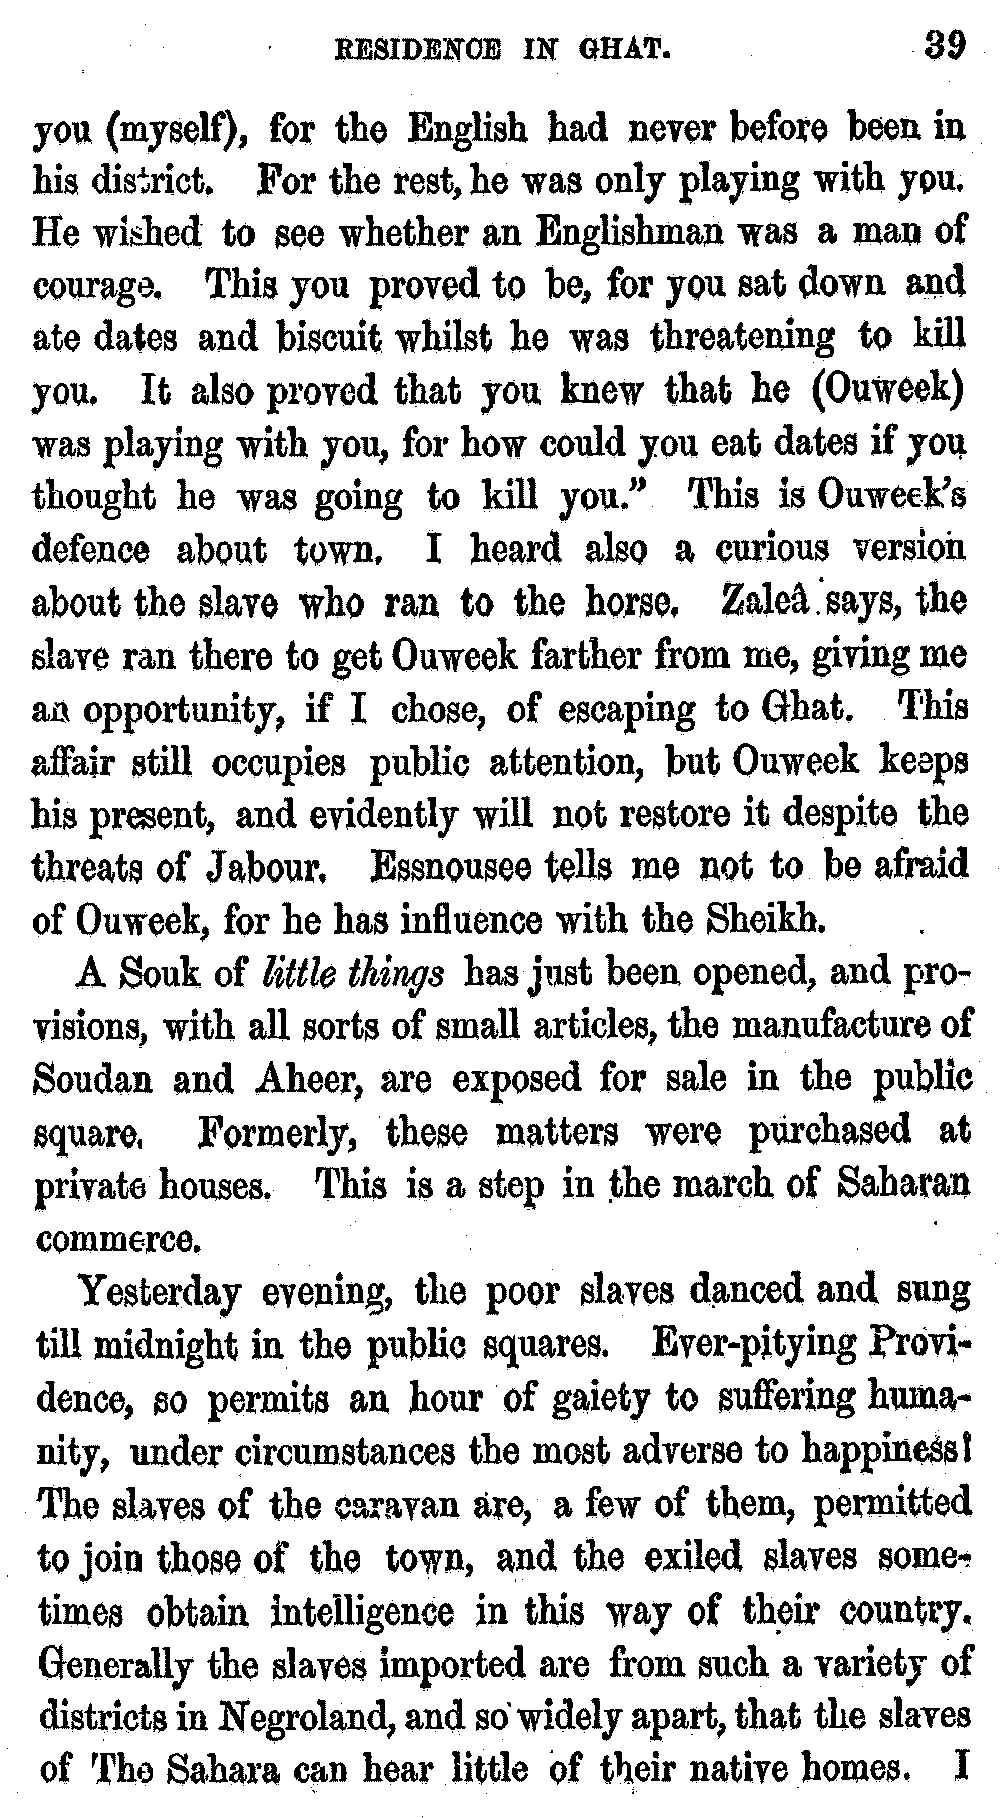 RESIDENCE IN GHAT. 39
you (myself), for the English had never before been in
his district. For the rest, he was only playing with you.
He wished to see whether an Englishman was a man of
courage. This you proved to be, for you sat down and
ate dates and biscuit whilst he was threatening to kill
you. It also proved that you knew that he (Ouweek)
was playing with you, for how could you eat dates if you
thought he was going to kill you.” This is Ouweek’s
defence about town. I heard also a curious version
about the slave who ran to the horse. Zaleâ says, the
slave ran there to get Ouweek farther from me, giving me
an opportunity, if I chose, of escaping to Ghat. This
affair still occupies public attention, but Ouweek keeps
his present, and evidently will not restore it despite the
threats of Jabour. Essnousee tells me not to be afraid
of Ouweek, for he has influence with the Sheikh.
A Souk of little things has just been opened, and pro-
visions, with all sorts of small articles, the manufacture of
Soudan and Aheer, are exposed for sale in the public
square. Formerly, these matters were purchased at
private houses. This is a step in the march of Saharan
commerce.
Yesterday evening, the poor slaves danced and sung
till midnight in the public squares. Ever-pitying Provi-
dence, so permits an hour of gaiety to suffering huma-
nity, under circumstances the most adverse to happiness!
The slaves of the caravan are, a few of them, permitted
to join those of the town, and the exiled slaves some-
times obtain intelligence in this way of their country.
Generally the slaves imported are from such a variety of
districts in Negroland, and so widely apart, that the slaves
of The Sahara can hear little of their native homes. I